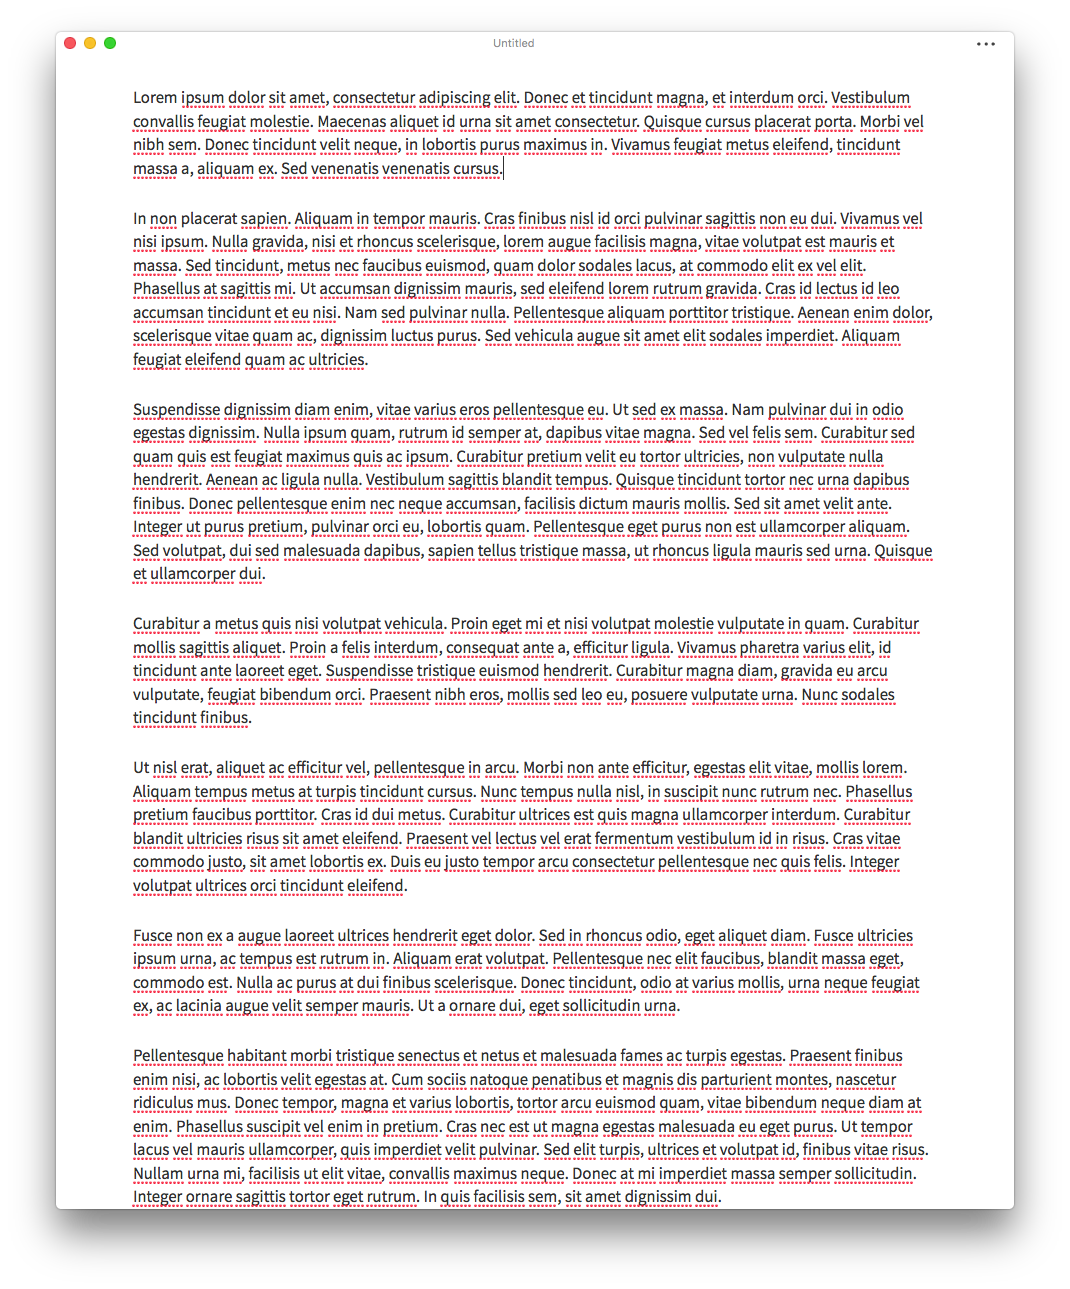 Untitled
Lorem ipsum dolor sit amet, consectetur adipiscing elit. Donec et tincidunt magna, et interdum orci. Vestibulum
convallis feugiat molestie. Maecenas aliquet id urna sit amet consectetur. Quisque cursus placerat porta. Morbi vel
nibh sem. Donec tincidunt velit neque, in lobortis purus maximus in. Vivamus feugiat metus eleifend, tincidunt
massa a, aliquam ex. Sed venenatis venenatis cursus.
In non placerat sapien. Aliquam in tempor mauris. Cras finibus nisl id orci pulvinar sagittis non eu dui. Vivamus vel
nisi ipsum. Nulla gravida, nisi et rhoncus scelerisque, lorem augue facilisis magna, vitae volutpat est mauris et
massa. Sed tincidunt, metus nec faucibus euismod, quam dolor sodales lacus, at commodo elit ex vel elit.
Phasellus at sagittis mi. Ut accumsan dignissim mauris, sed eleifend lorem rutrum gravida. Cras id lectus id leo
accumsan tincidunt et eu nisi. Nam sed pulvinar nulla. Pellentesque aliquam porttitor tristique. Aenean enim dolor,
scelerisque vitae quam ac, dignissim luctus purus. Sed vehicula augue sit amet elit sodales imperdiet. Aliquam
feugiat eleifend quam ac ultricies.
Suspendisse dignissim diam enim, vitae varius eros pellentesque eu. Ut sed ex massa. Nam pulvinar dui in odio
egestas dignissim. Nulla ipsum quam, rutrum id semper at, dapibus vitae magna. Sed vel felis sem. Curabitur sed
quam quis est feugiat maximus quis ac ipsum. Curabitur pretium velit eu tortor ultricies, non vulputate nulla
hendrerit. Aenean ac ligula nulla. Vestibulum sagittis blandit tempus. Quisque tincidunt tortor nec urna dapibus
finibus. Donec pellentesque enim nec neque accumsan, facilisis dictum mauris mollis. Sed sit amet velit ante.
Integer ut purus pretium, pulvinar orci eu, lobortis quam. Pellentesque eget purus non est ullamcorper aliquam.
Sed volutpat, dui sed malesuada dapibus, sapien tellus tristique massa, ut rhoncus ligula mauris sed urna. Quisque
et ullamcorper dui.
Curabitur a metus quis nisi volutpat vehicula. Proin eget mi et nisi volutpat molestie vulputate in quam. Curabitur
mollis sagittis aliquet. Proin a felis interdum, consequat ante a, efficitur ligula. Vivamus pharetra varius elit, id
tincidunt ante laoreet eget. Suspendisse tristique euismod hendrerit. Curabitur magna diam, gravida eu arcu
vulputate, feugiat bibendum orci. Praesent nibh eros, mollis sed leo eu, posuere vulputate urna. Nunc sodales
tincidunt finibus.
Ut nisl erat, aliquet ac efficitur vel, pellentesque in arcu. Morbi non ante efficitur, egestas elit vitae, mollis lorem.
Aliquam tempus metus at turpis tincidunt cursus. Nunc tempus nulla nisl, in suscipit nunc rutrum nec. Phasellus
pretium faucibus porttitor. Cras id dui metus. Curabitur ultrices est quis magna ullamcorper interdum. Curabitur
blandit ultricies risus sit amet eleifend. Praesent vel lectus vel erat fermentum vestibulum id in risus. Cras vitae
commodo justo, sit amet lobortis ex. Duis eu justo tempor arcu consectetur pellentesque nec quis felis. Integer
volutpat ultrices orci tincidunt eleifend.
Fusce non ex a augue laoreet ultrices hendrerit eget dolor. Sed in rhoncus odio, eget aliquet diam. Fusce ultricies
ipsum urna, ac tempus est rutrum in. Aliquam erat volutpat. Pellentesque nec elit faucibus, blandit massa eget,
commodo est. Nulla ac purus at dui finibus scelerisque. Donec tincidunt, odio at varius mollis, urna neque feugiat
ex, ac lacinia augue velit semper mauris. Ut a ornare dui, eget sollicitudin urna.
Pellentesque habitant morbi tristique senectus et netus et malesuada fames ac turpis egestas. Praesent finibus
enim nisi, ac lobortis velit egestas at. Cum sociis natoque penatibus et magnis dis parturient montes, nascetur
ridiculus mus. Donec tempor, magna et varius lobortis, tortor arcu euismod quam, vitae bibendum neque diam at
enim. Phasellus suscipit vel enim in pretium. Cras nec est ut magna egestas malesuada eu eget purus. Ut tempor
lacus vel mauris ullamcorper, quis imperdiet velit pulvinar. Sed elit turpis, ultrices et volutpat id, finibus vitae risus.
Nullam urna mi, facilisis ut elit vitae, convallis maximus neque. Donec at mi imperdiet massa semper sollicitudin.
Integer ornare sagittis tortor eget rutrum. In quis facilisis sem, sit amet dignissim dui.